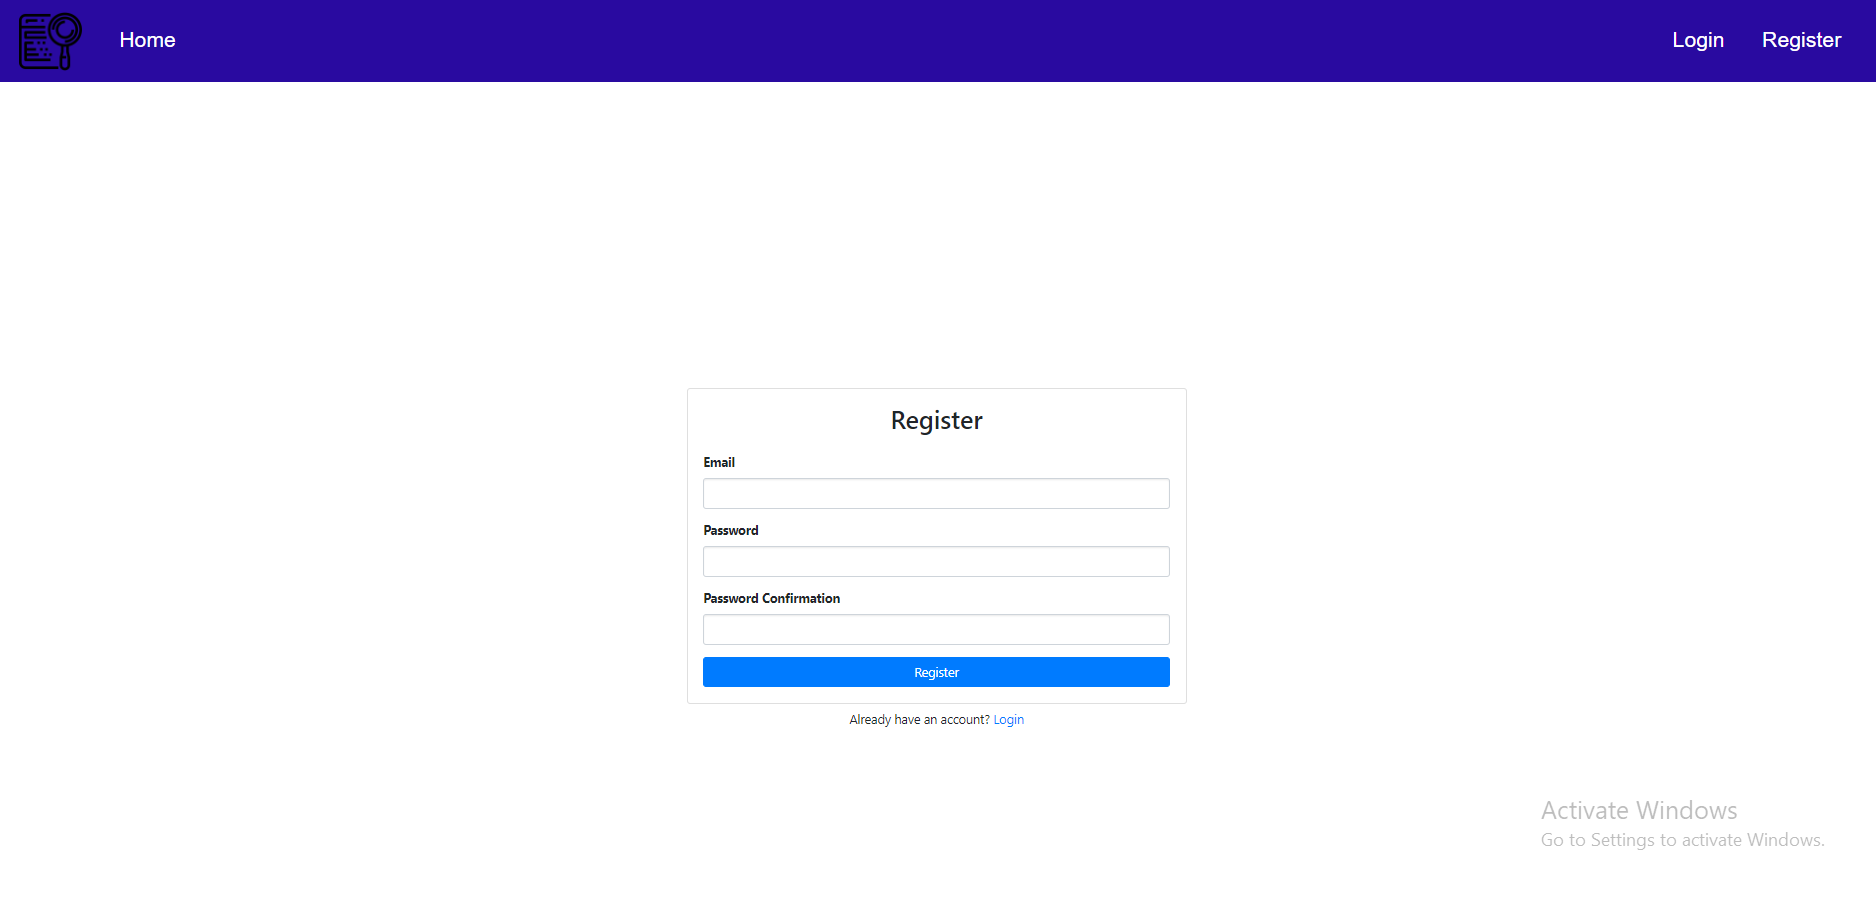 Home
Login
Register
Register
Email
Password
Password Confirmation
Register
Already have an account? Login
Activate Windows
Go to Settings to activate Windows.